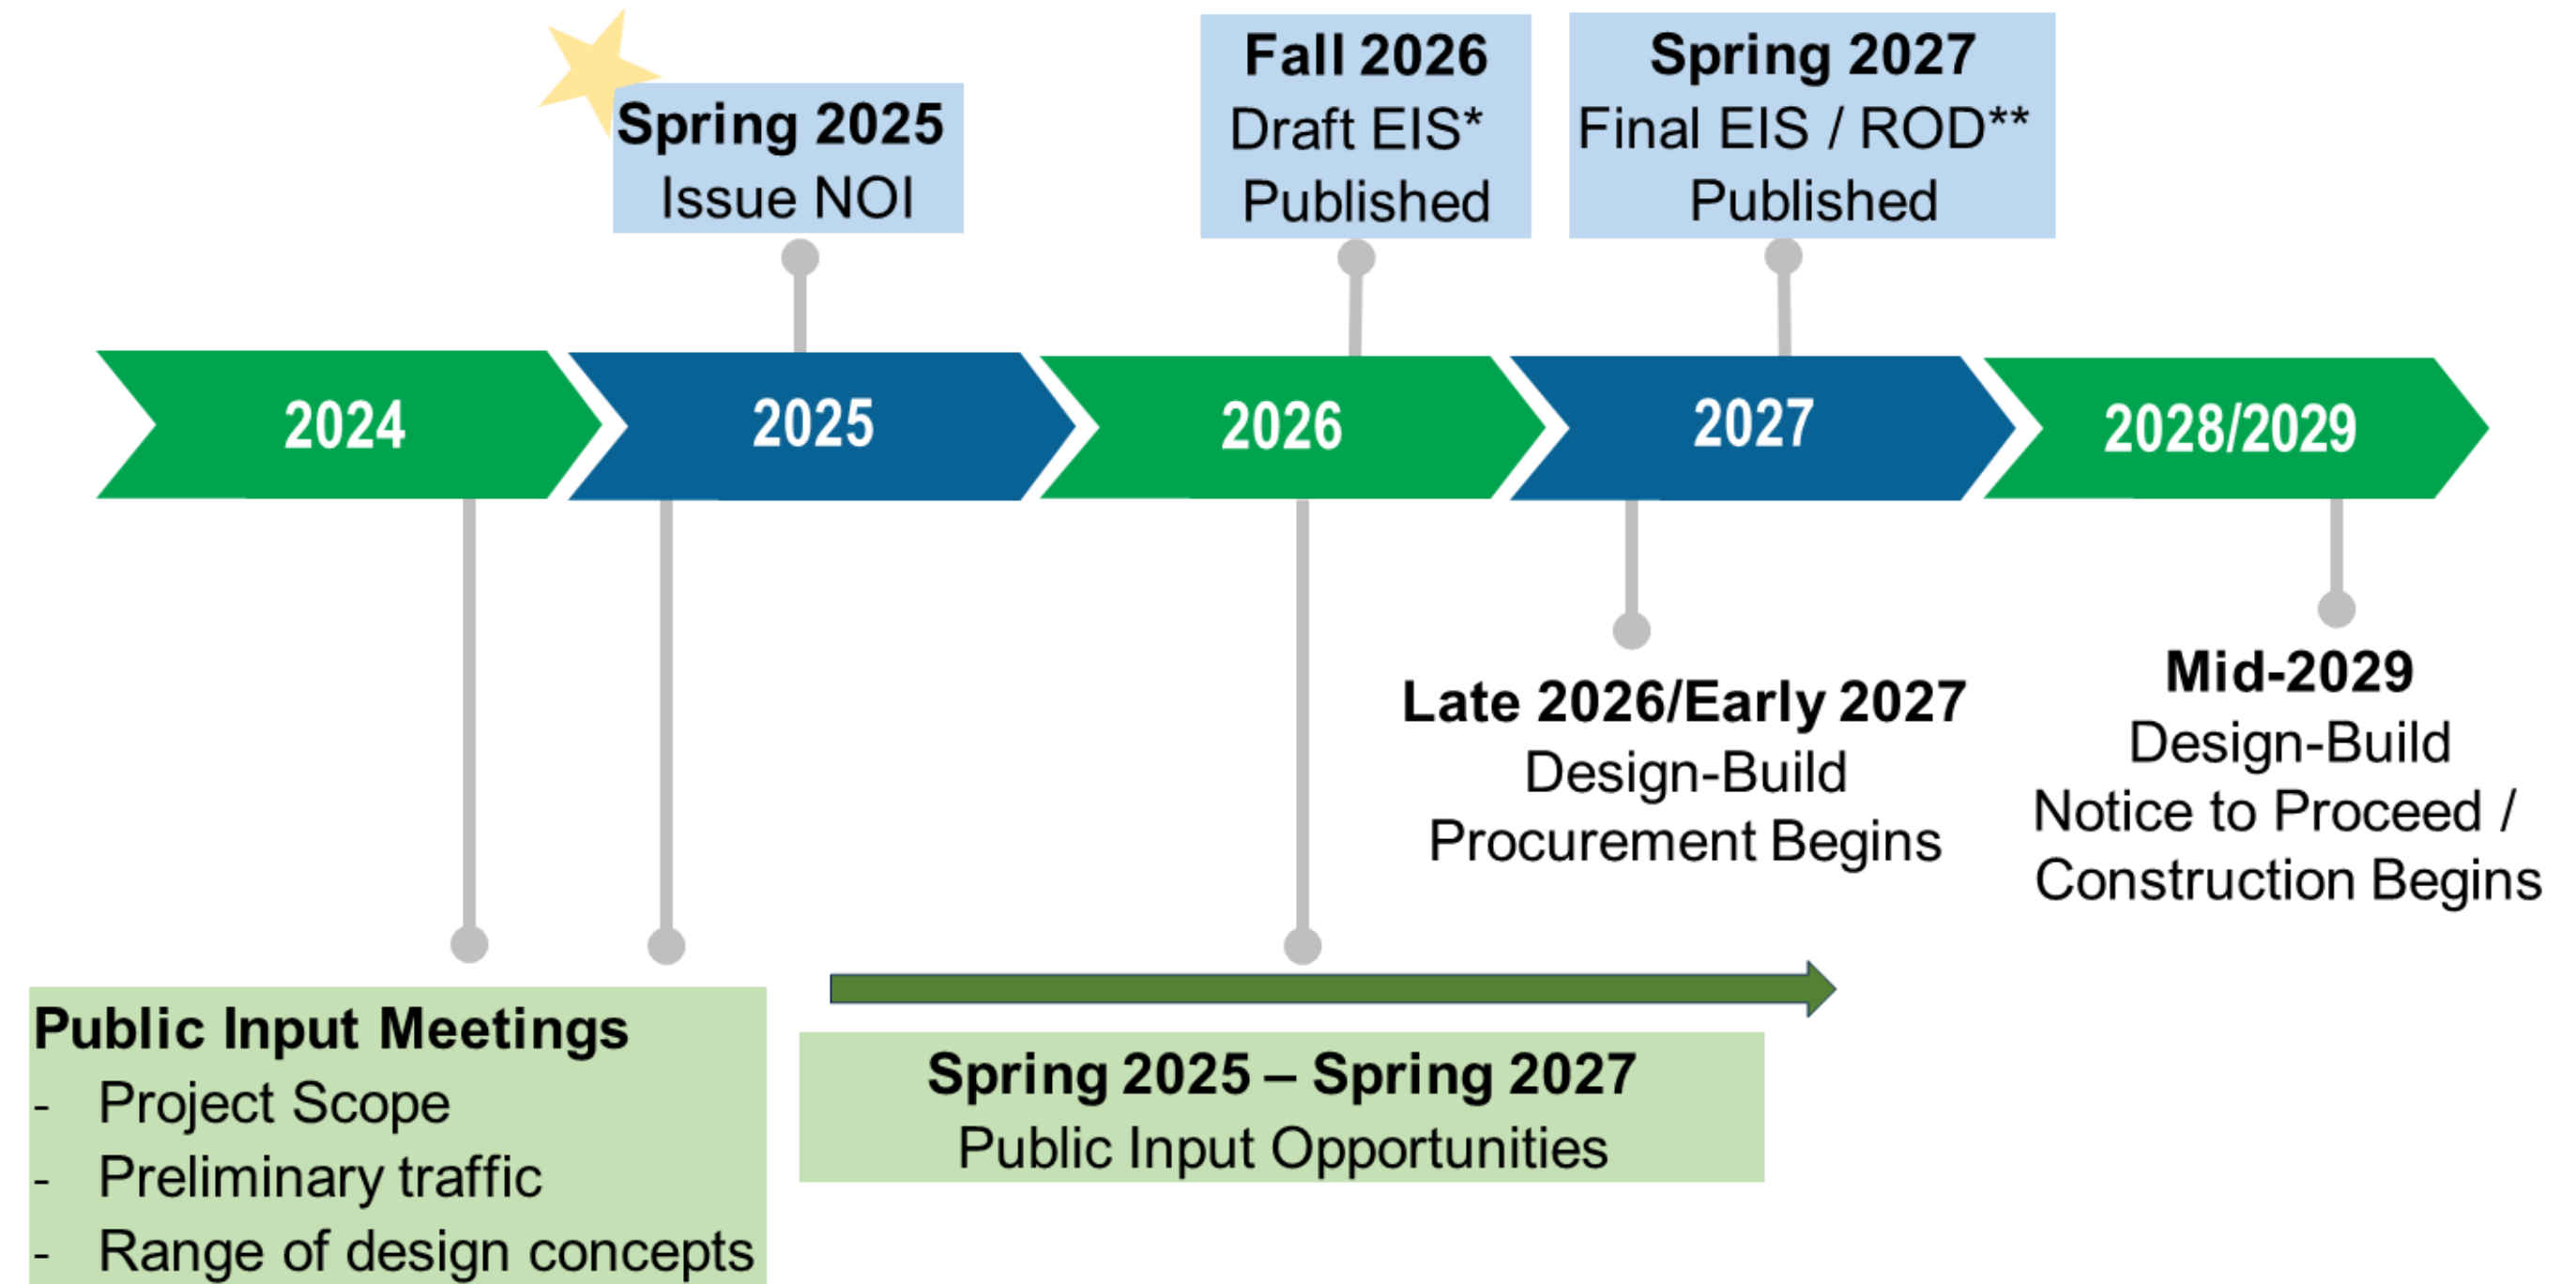 Spring 2025
Issue NOI
Fall 2026
Draft EIS*
Published
Spring 2027
Final EIS / ROD**
Published
2024
2025
2026
2027
2028/2029
Late 2026/Early 2027
Design-Build
Procurement Begins
Mid-2029
Design-Build
Notice to Proceed /
Construction Begins
Public Input Meetings
- Project Scope
- Preliminary traffic
- Range of design concepts
Spring 2025 – Spring 2027
Public Input Opportunities